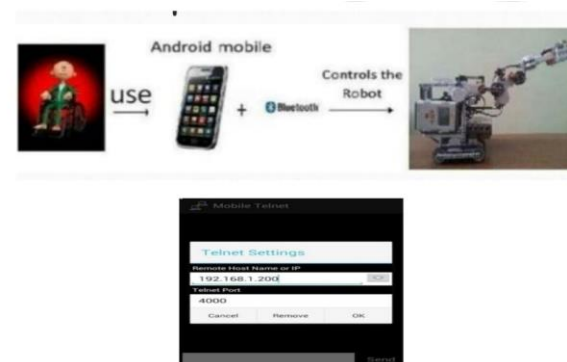 Android mobile
use
+
Bluetooth
Controls the
Robot
Mobile Telnet
Telnet Settings
Remote Host Name or IP
192.168.1.200
Telnet Port
4000
Cancel Remove OK
Send